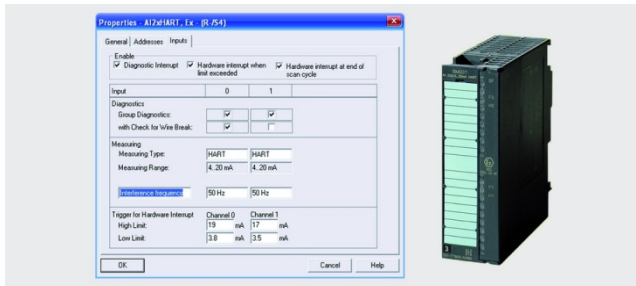 Properties - AI2xHART, Ex - (R-/S4)
General Addresses Inputs
Enable
Diagnostic Interrupt Hardware interrupt when limit exceeded Hardware interrupt at end of scan cycle
Input 0 1
Diagnostics
Group Diagnostics:
with Check for Wire Break:
Measuring
Measuring Type: HART HART
Measuring Range: 4..20 mA 4..20 mA
Interference frequency 50 Hz 50 Hz
Trigger for Hardware Interrupt Channel 0 Channel 1
High Limit: 19 mA 17 mA
Low Limit: 3.8 mA 3.5 mA
OK Cancel Help
3